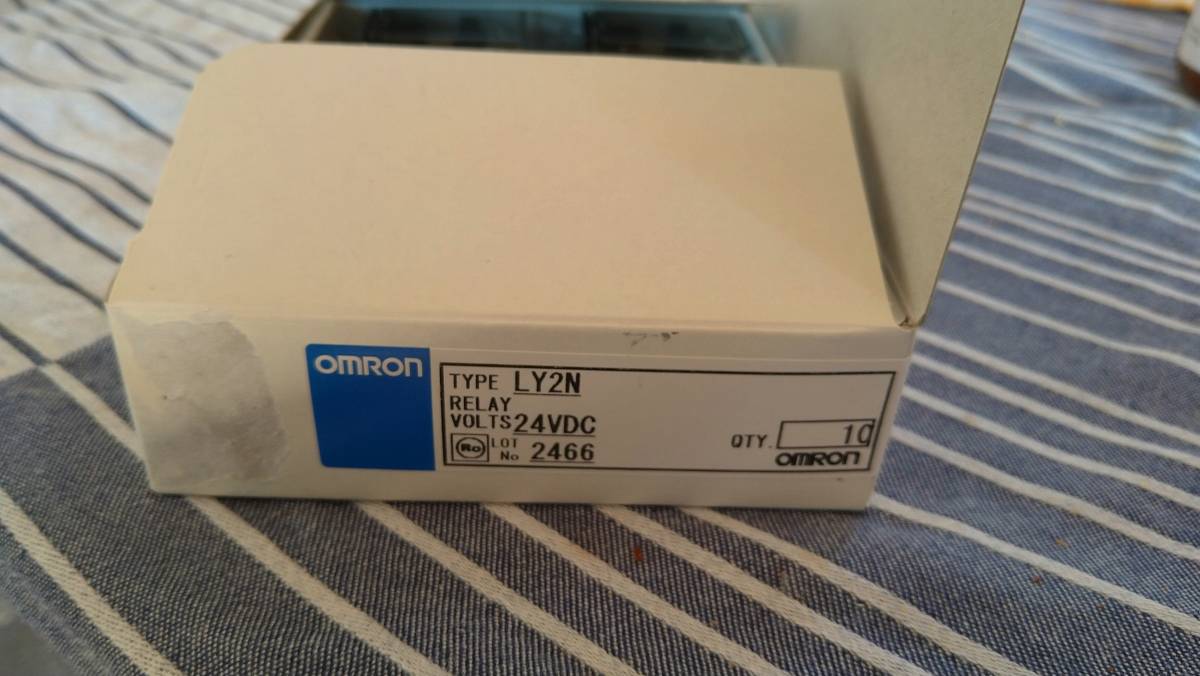 OMRON
TYPE LY2N
RELAY
VOLTS 24VDC
Ro LOT No 2466
QTY. 10
OMRON